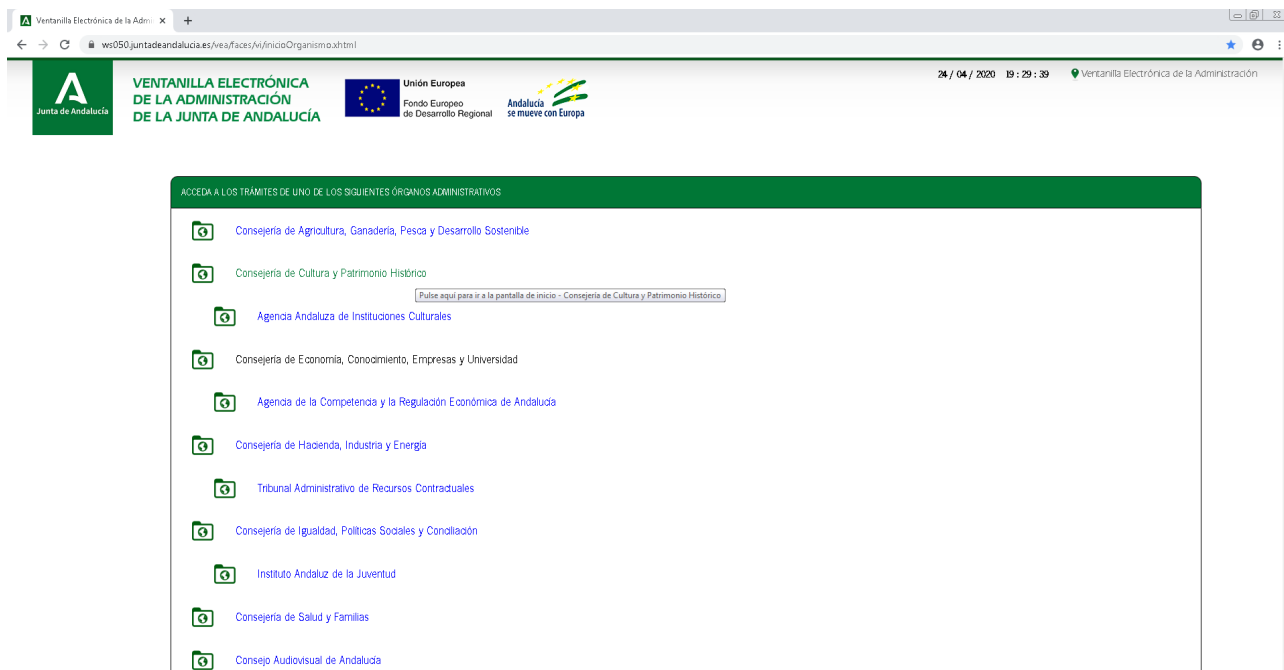 Ventanilla Electrónica de la Admi
ws050.juntadeandalucia.es/vea/faces/vi/inicioOrganismo.xhtml
Junta de Andalucía
VENTANILLA ELECTRÓNICA
DE LA ADMINISTRACIÓN
DE LA JUNTA DE ANDALUCÍA
Unión Europea
Fondo Europeo
de Desarrollo Regional
Andalucía
se mueve con Europa
24 / 04 / 2020 19 : 29 : 39
Ventanilla Electrónica de la Administración
ACCEDA A LOS TRÁMITES DE UNO DE LOS SIGUIENTES ÓRGANOS ADMINISTRATIVOS
Consejería de Agricultura, Ganadería, Pesca y Desarrollo Sostenible
Consejería de Cultura y Patrimonio Histórico
Pulse aquí para ir a la pantalla de inicio - Consejería de Cultura y Patrimonio Histórico
Agencia Andaluza de Instituciones Culturales
Consejería de Economía, Conocimiento, Empresas y Universidad
Agencia de la Competencia y la Regulación Económica de Andalucía
Consejería de Hacienda, Industria y Energía
Tribunal Administrativo de Recursos Contractuales
Consejería de Igualdad, Políticas Sociales y Conciliación
Instituto Andaluz de la Juventud
Consejería de Salud y Familias
Consejo Audiovisual de Andalucía